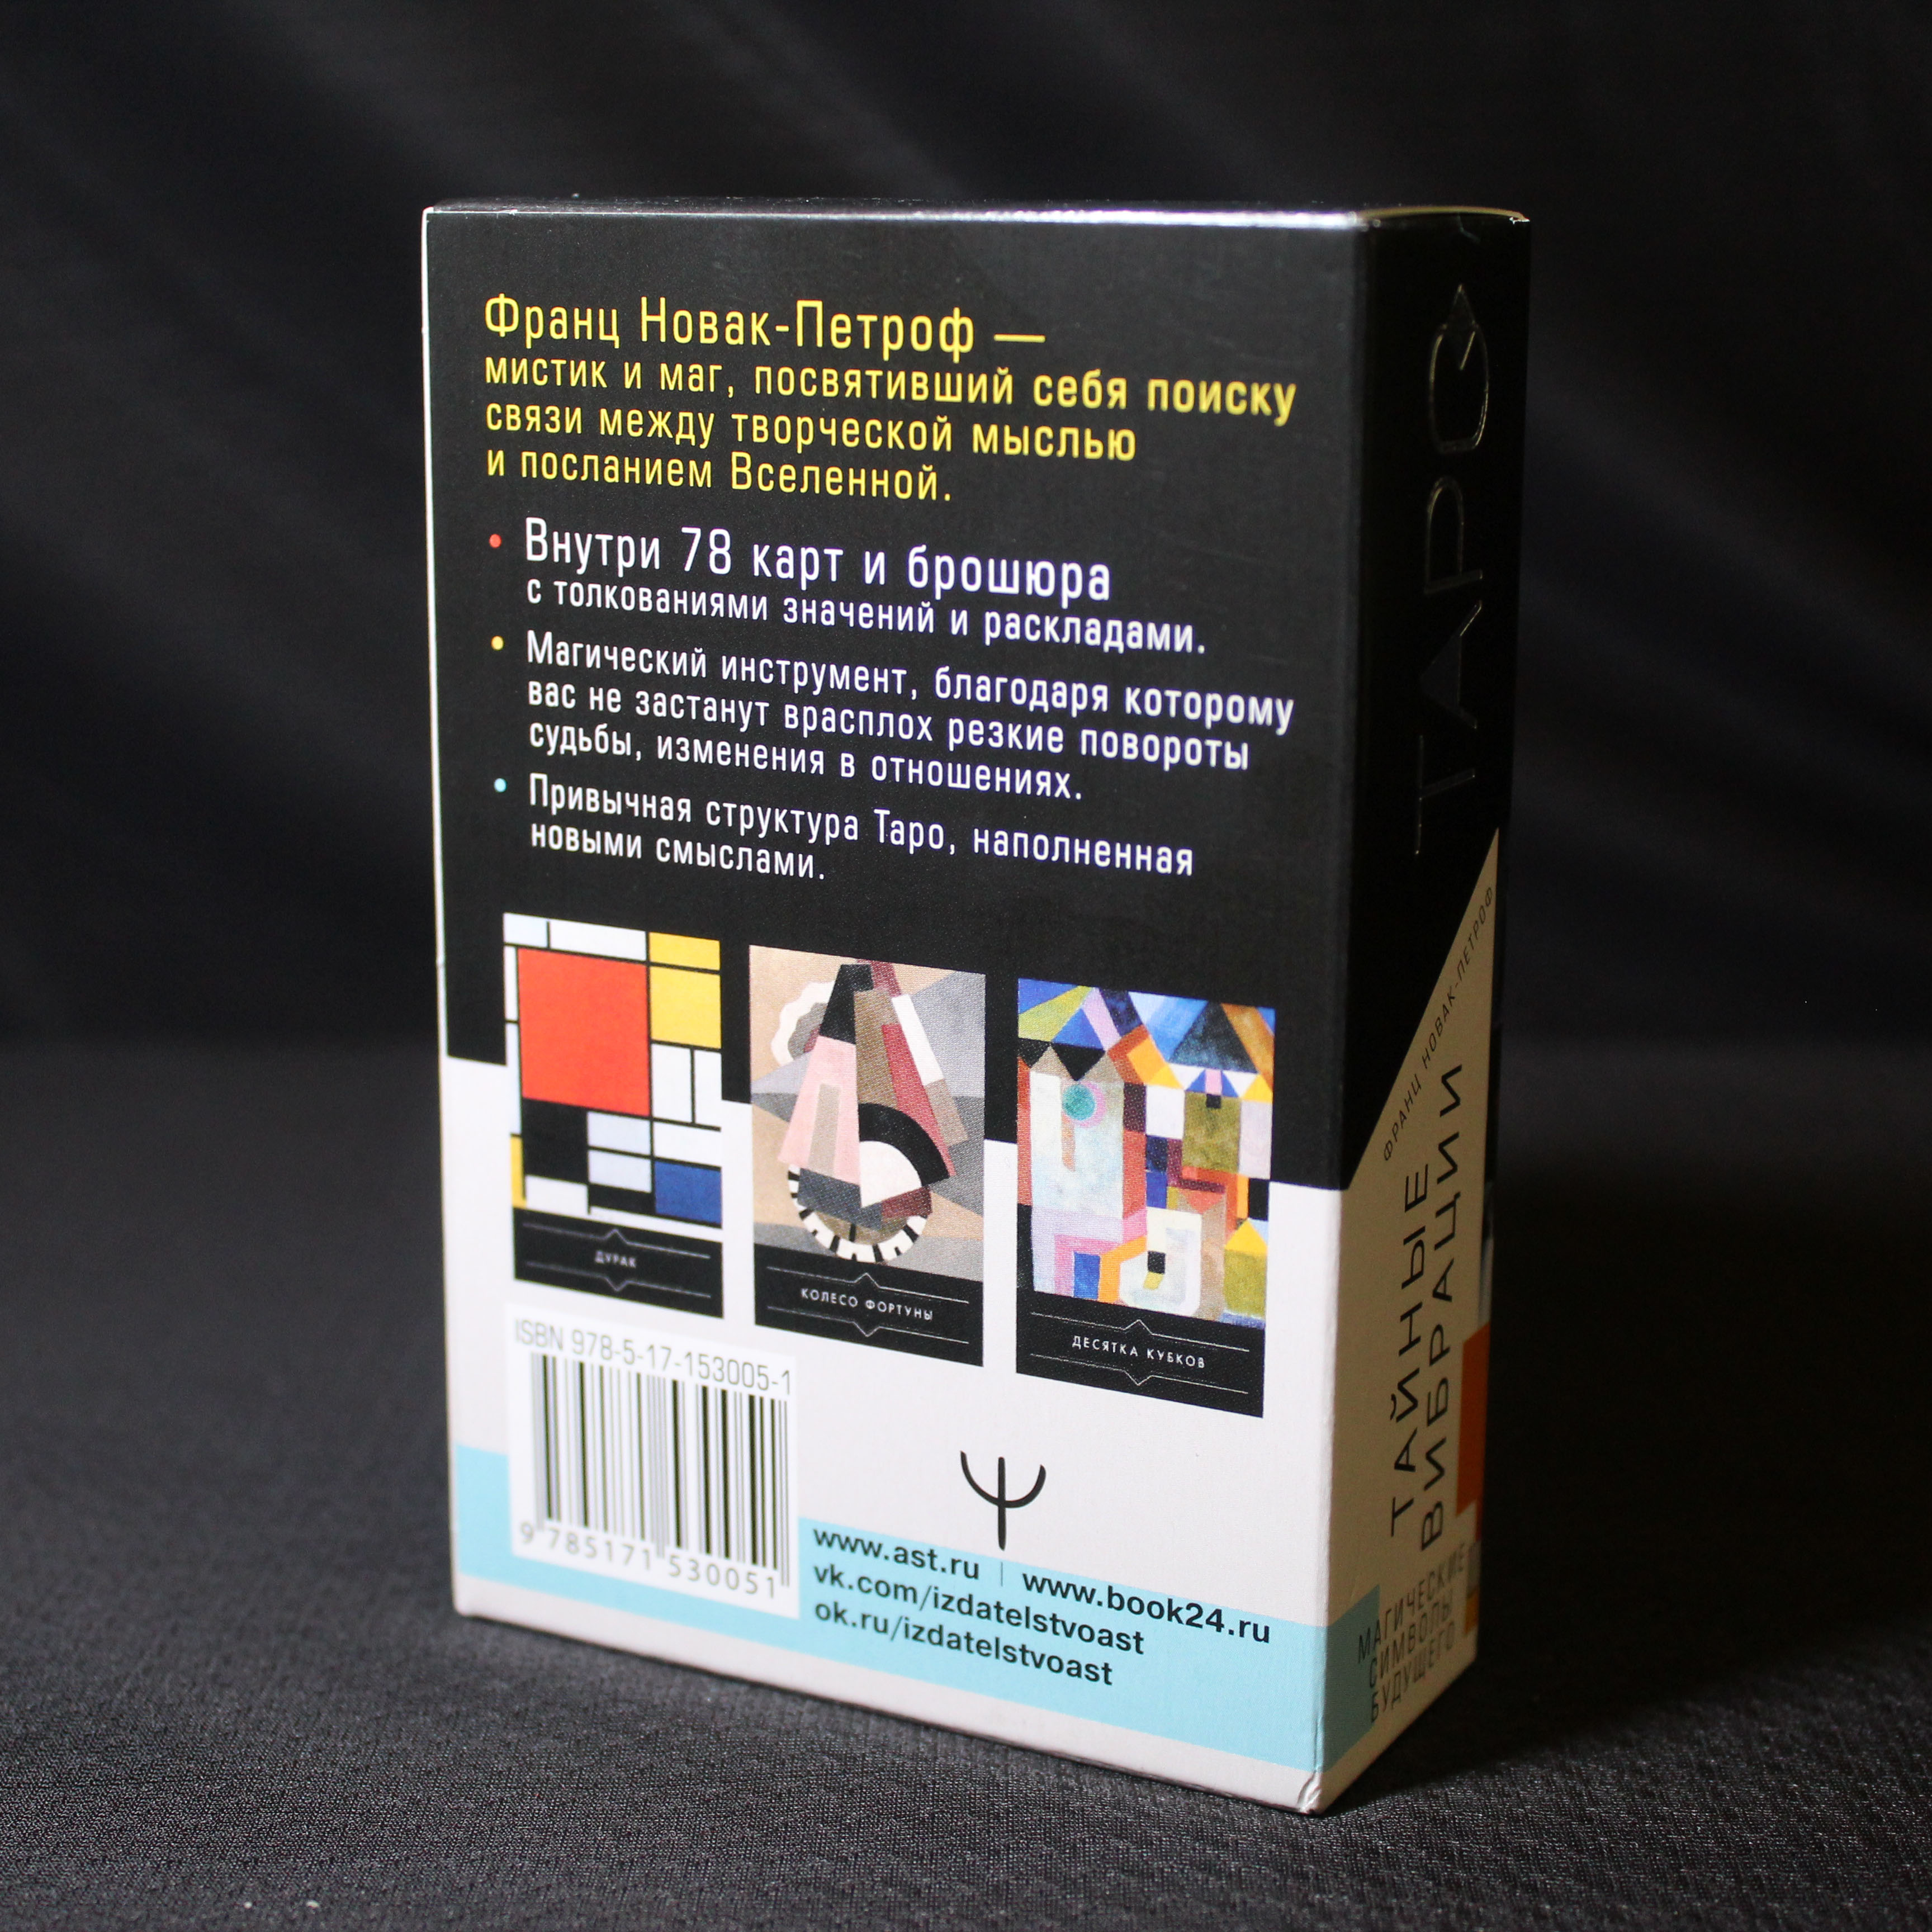 Франц Новак-Петроф —
мистик и маг, посвятивший себя поиску
связи между творческой мыслью
и посланием Вселенной.
• Внутри 78 карт и брошюра
с толкованиями значений и раскладами.
• Магический инструмент, благодаря которому
вас не застанут врасплох резкие повороты
судьбы, изменения в отношениях.
• Привычная структура Таро, наполненная
новыми смыслами.
ДУРАК
КОЛЕСО ФОРТУНЫ
ДЕСЯТКА КУБКОВ
ISBN 978-5-17-153005-1
9 785171 530051
www.ast.ru | www.book24.ru
vk.com/izdatelstvoast
ok.ru/izdatelstvoast
ТАРО
ФРАНЦ НОВАК-ПЕТРОФ
ТАЙНЫЕ
ВИБРАЦИИ
МАГИЧЕСКИЕ
СИМВОЛЫ
БУДУЩЕГО